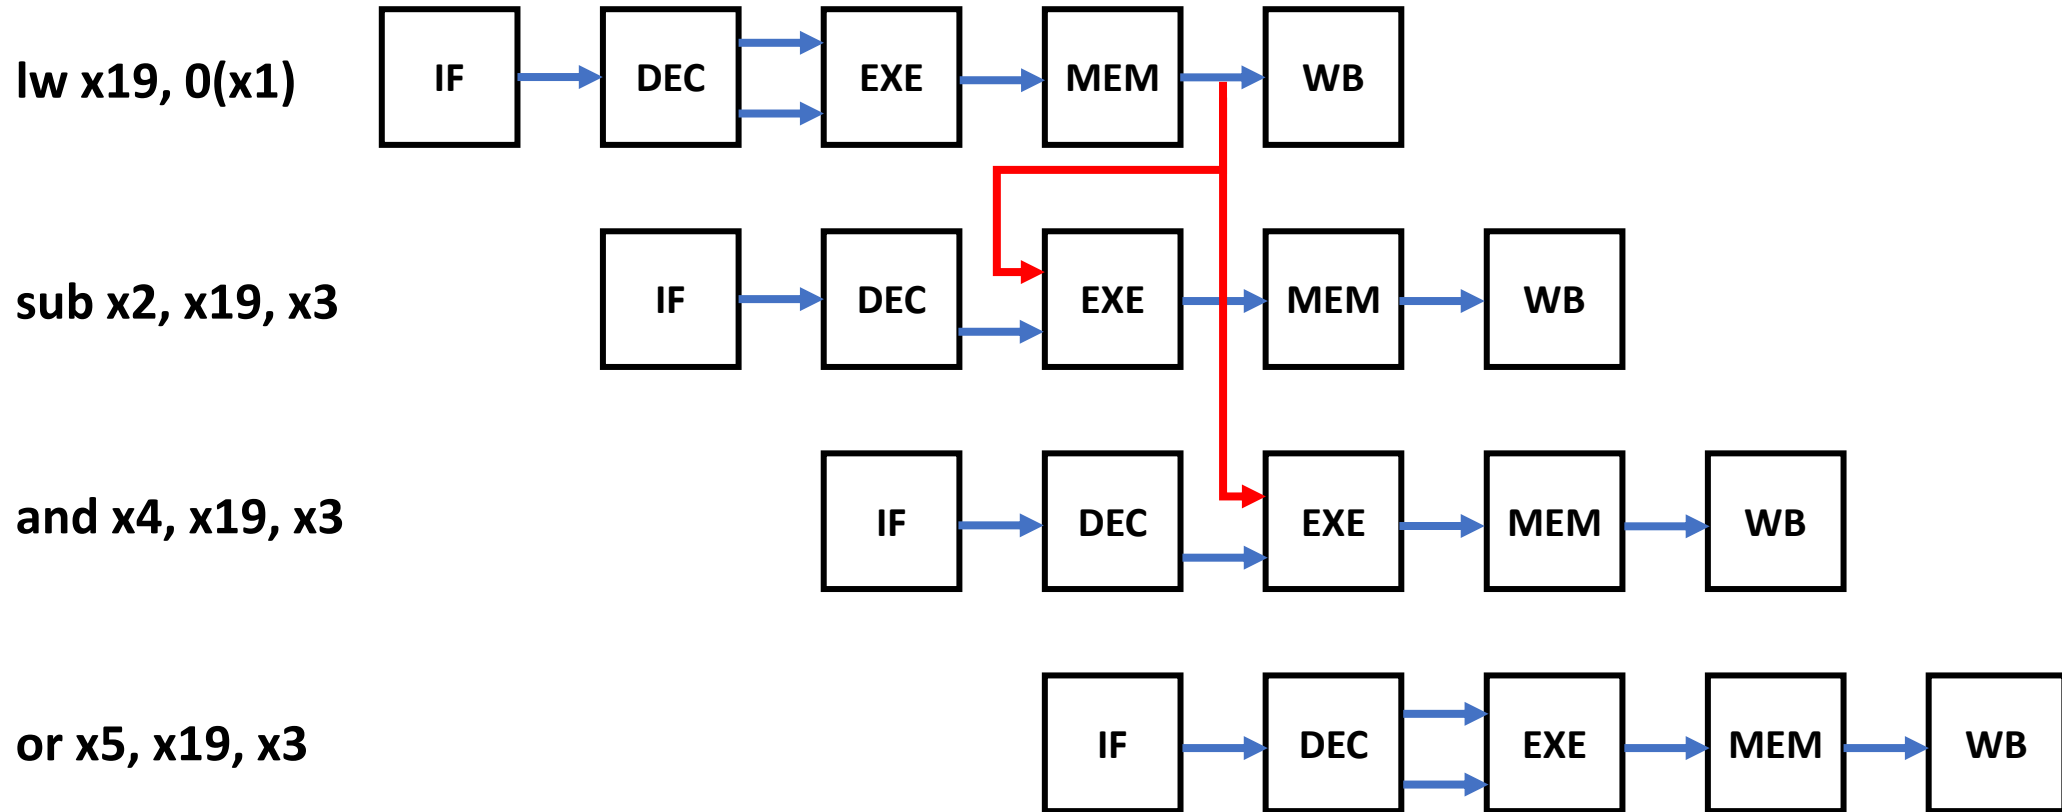 lw x19, 0(x1) IF DEC EXE MEM WB
sub x2, x19, x3 IF DEC EXE MEM WB
and x4, x19, x3 IF DEC EXE MEM WB
or x5, x19, x3 IF DEC EXE MEM WB